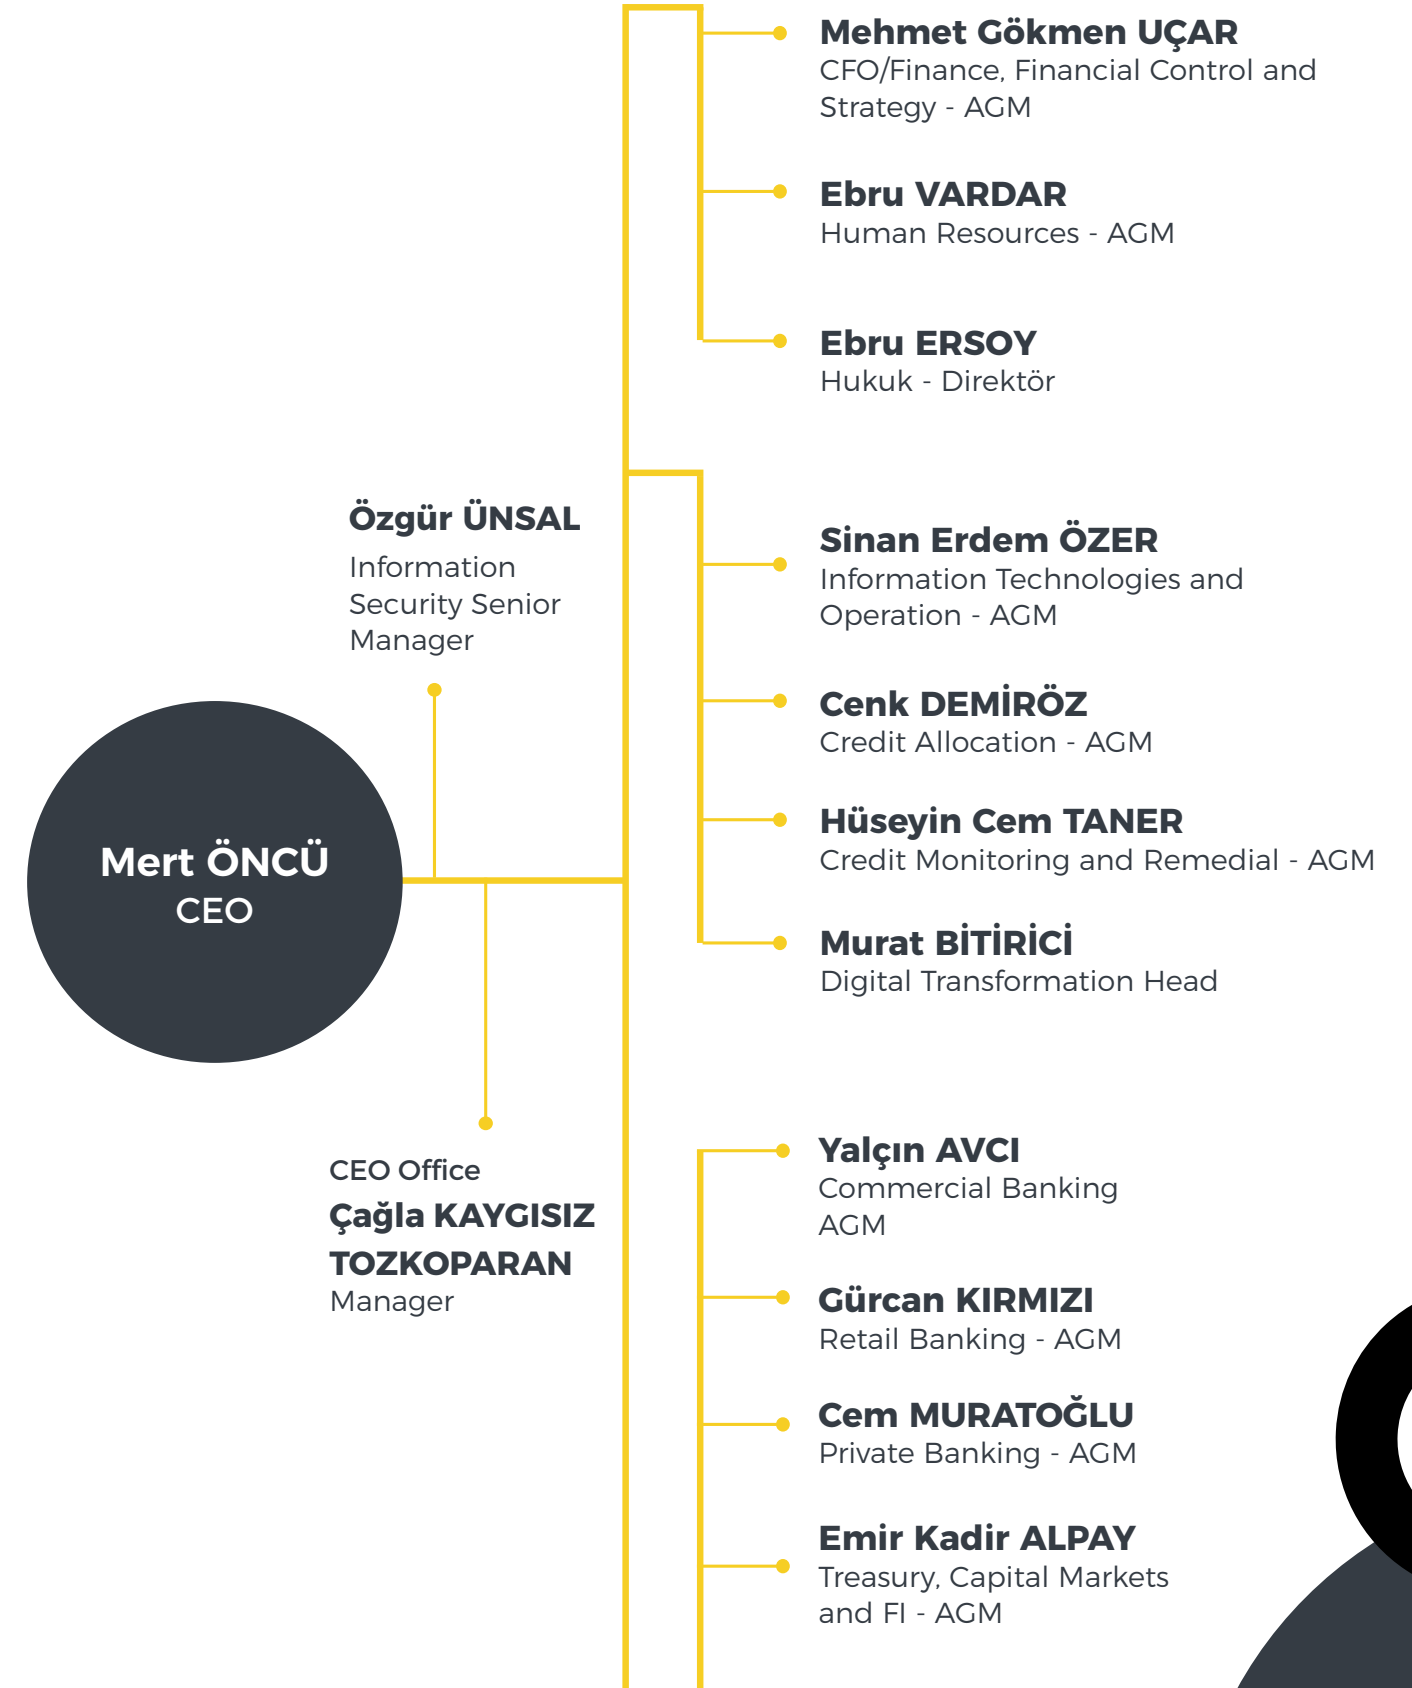 Mehmet Gökmen UÇAR
CFO/Finance, Financial Control and
Strategy - AGM
Ebru VARDAR
Human Resources - AGM
Ebru ERSOY
Hukuk - Direktör
Özgür ÜNSAL
Information
Security Senior
Manager
Sinan Erdem ÖZER
Information Technologies and
Operation - AGM
Cenk DEMİRÖZ
Credit Allocation - AGM
Hüseyin Cem TANER
Credit Monitoring and Remedial - AGM
Murat BİTİRİCİ
Digital Transformation Head
Mert ÖNCÜ
CEO
CEO Office
Çağla KAYGISIZ
TOZKOPARAN
Manager
Yalçın AVCI
Commercial Banking
AGM
Gürcan KIRMIZI
Retail Banking - AGM
Cem MURATOĞLU
Private Banking - AGM
Emir Kadir ALPAY
Treasury, Capital Markets
and FI - AGM